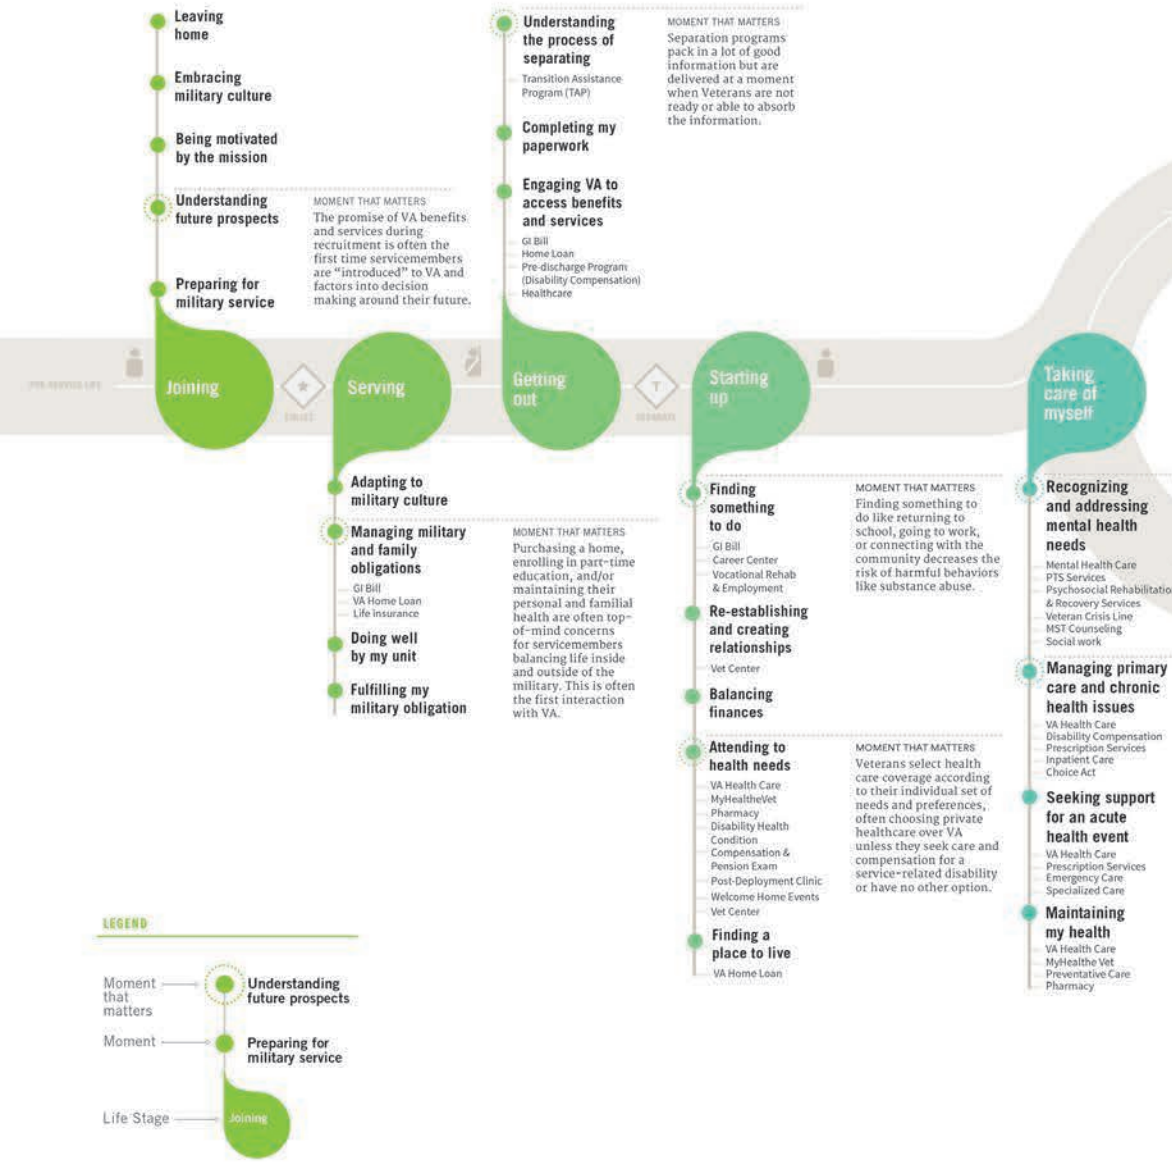 Leaving
home
Embracing
military culture
Being motivated
by the mission
Understanding
future prospects
MOMENT THAT MATTERS
The promise of VA benefits
and services during
recruitment is often the
first time servicemembers
are “introduced” to VA and
factors into decision
making around their future.
Preparing for
military service
Understanding
the process of
separating
Transition Assistance
Program (TAP)
MOMENT THAT MATTERS
Separation programs
pack in a lot of good
information but are
delivered at a moment
when Veterans are not
ready or able to absorb
the information.
Completing my
paperwork
Engaging VA to
access benefits
and services
GI Bill
Home Loan
Pre-discharge Program
(Disability Compensation)
Healthcare
PRE-SERVICE LIFE
Joining
ENLIST
Serving
Getting
out
T
SEPARATE
Starting
up
Taking
care of
myself
Adapting to
military culture
Managing military
and family
obligations
GI Bill
VA Home Loan
Life insurance
Doing well
by my unit
Fulfilling my
military obligation
MOMENT THAT MATTERS
Purchasing a home,
enrolling in part-time
education, and/or
maintaining their
personal and familial
health are often top-
of-mind concerns
for servicemembers
balancing life inside
and outside of the
military. This is often
the first interaction
with VA.
Finding
something
to do
GI Bill
Career Center
Vocational Rehab
& Employment
MOMENT THAT MATTERS
Finding something to
do like returning to
school, going to work,
or connecting with the
community decreases the
risk of harmful behaviors
like substance abuse.
Re-establishing
and creating
relationships
Vet Center
Balancing
finances
Attending to
health needs
VA Health Care
MyHealtheVet
Pharmacy
Disability Health
Condition
Compensation &
Pension Exam
Post-Deployment Clinic
Welcome Home Events
Vet Center
MOMENT THAT MATTERS
Veterans select health
care coverage according
to their individual set of
needs and preferences,
often choosing private
healthcare over VA
unless they seek care and
compensation for a
service-related disability
or have no other option.
Finding a
place to live
VA Home Loan
Recognizing
and addressing
mental health
needs
Mental Health Care
PTS Services
Psychosocial Rehabilitatio
& Recovery Services
Veteran Crisis Line
MST Counseling
Social work
Managing primary
care and chronic
health issues
VA Health Care
Disability Compensation
Prescription Services
Inpatient Care
Choice Act
Seeking support
for an acute
health event
VA Health Care
Prescription Services
Emergency Care
Specialized Care
Maintaining
my health
VA Health Care
MyHealthe Vet
Preventative Care
Pharmacy
LEGEND
Moment
that
matters
Understanding
future prospects
Moment
Preparing for
military service
Life Stage
Joining